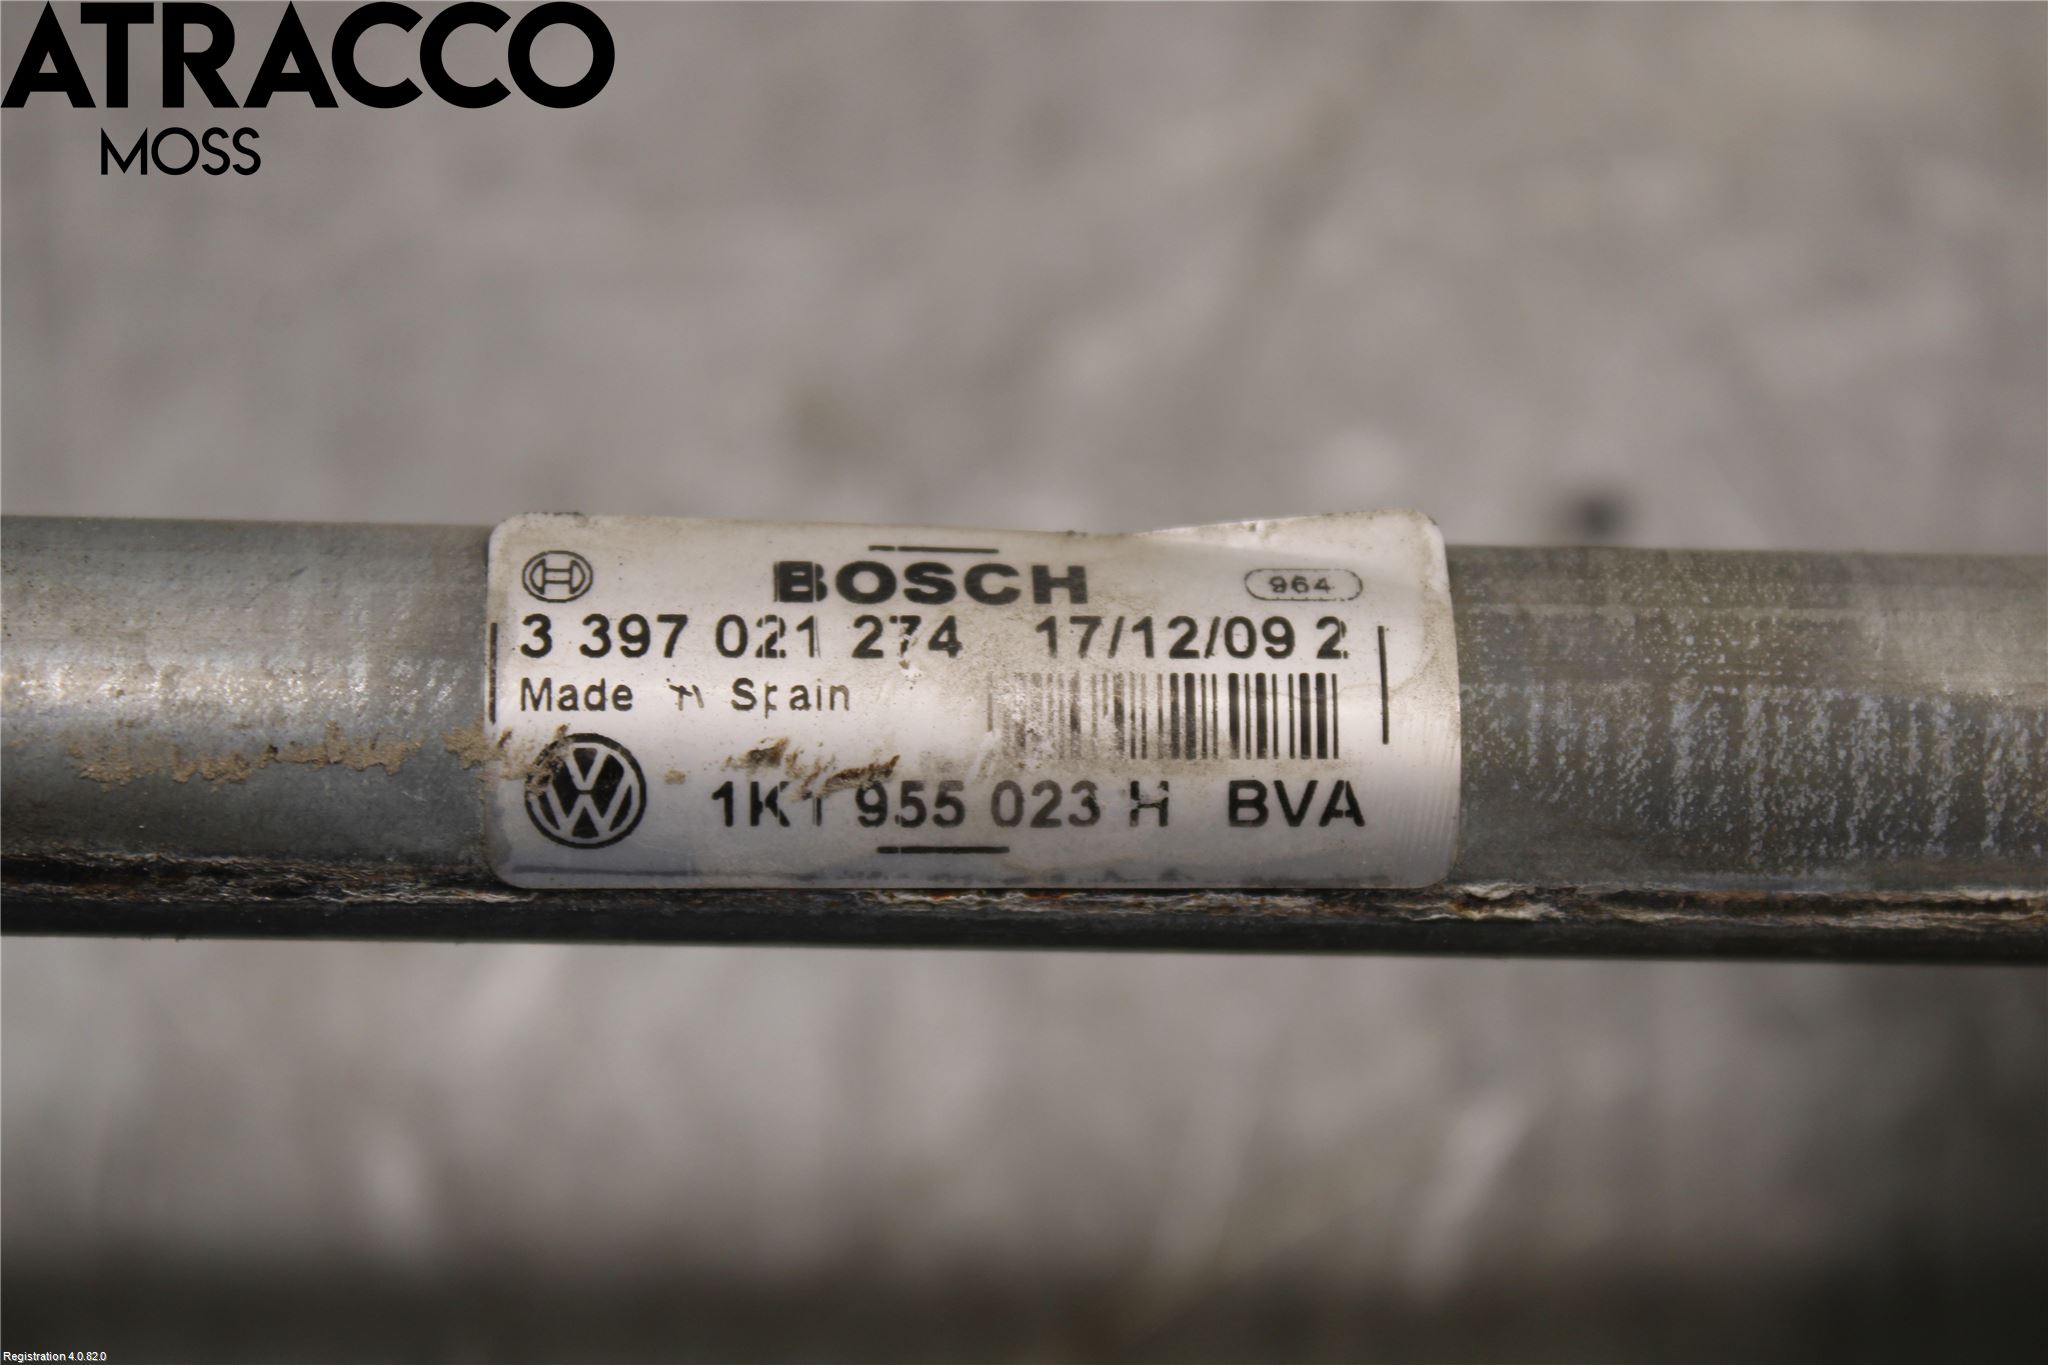 ATRACCO
MOSS
BOSCH 964
3 397 021 274 17/12/09 2
Made in Spain
1K1 955 023 H BVA
Registration 4.0.82.0